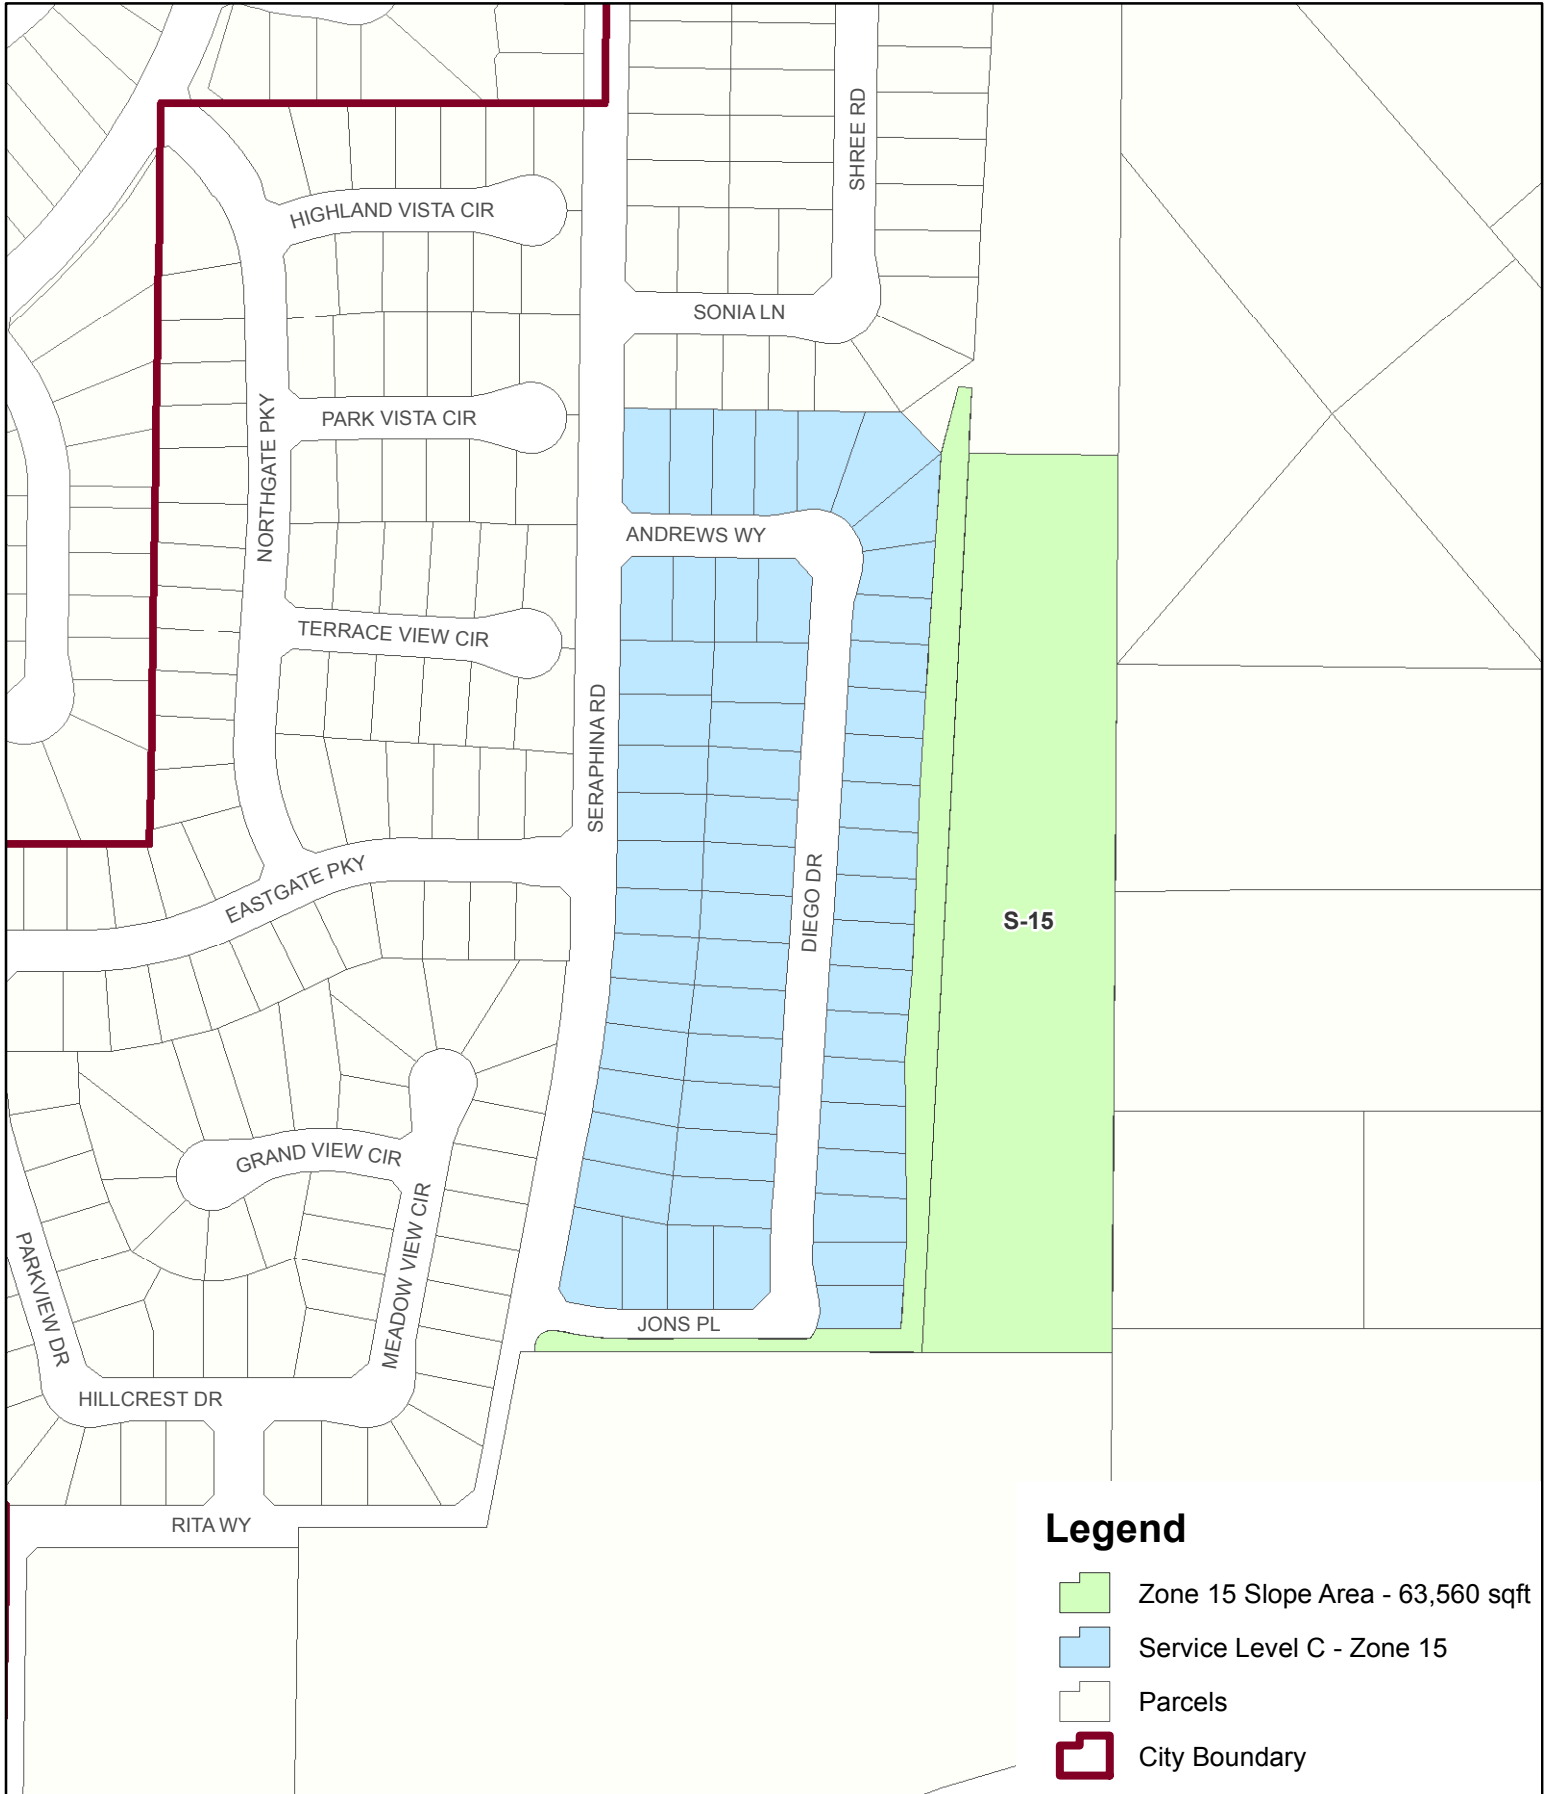 SHREE RD
HIGHLAND VISTA CIR
SONIA LN
PARK VISTA CIR
NORTHGATE PKY
ANDREWS WY
TERRACE VIEW CIR
SERAPHINA RD
EASTGATE PKY
DIEGO DR
S-15
GRAND VIEW CIR
MEADOW VIEW CIR
PARKVIEW DR
JONS PL
HILLCREST DR
RITA WY
Legend
Zone 15 Slope Area - 63,560 sqft
Service Level C - Zone 15
Parcels
City Boundary